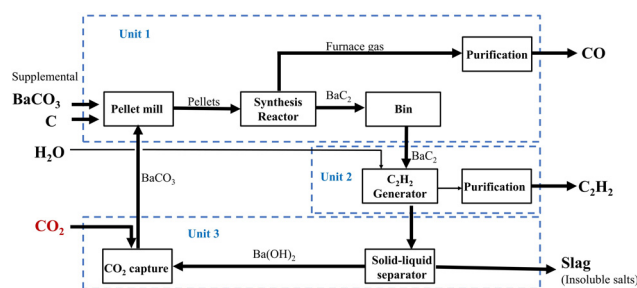 Unit 1
Furnace gas
Purification
CO
Supplemental
BaCO₃
C
Pellet mill
Pellets
Synthesis
Reactor
BaC₂
Bin
H₂O
BaCO₃
BaC₂
Unit 2
C₂H₂
Generator
Purification
C₂H₂
CO₂
Unit 3
CO₂ capture
Ba(OH)₂
Solid-liquid
separator
Slag
(Insoluble salts)